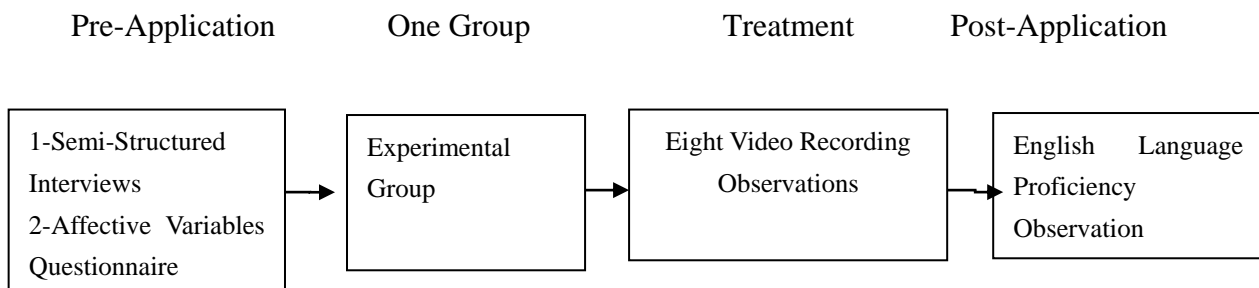 Pre-Application One Group Treatment Post-Application
1-Semi-Structured
Interviews
2-Affective Variables
Questionnaire
Experimental
Group
Eight Video Recording
Observations
English Language
Proficiency
Observation